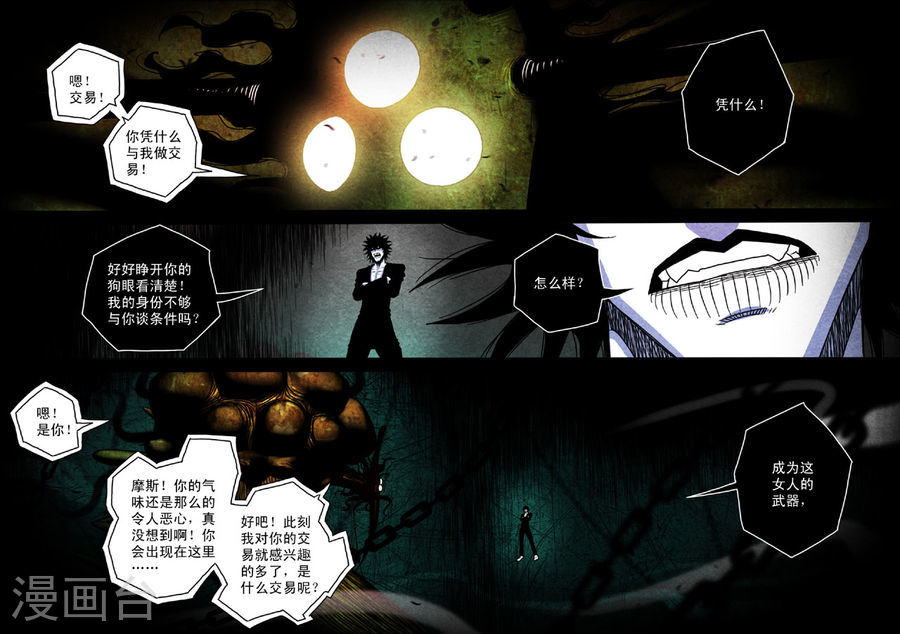 嗯！
交易！
你凭什么
与我做交
易！
凭什么！
好好睁开你的
狗眼看清楚！
我的身份不够
与你谈条件吗？
怎么样？
嗯！
是你！
摩斯！你的气
味还是那么的
令人恶心，真
没想到啊！你
会出现在这里
……
好吧！此刻
我对你的交
易就感兴趣
的多了，是
什么交易呢？
成为这
女人的
武器，
漫画台